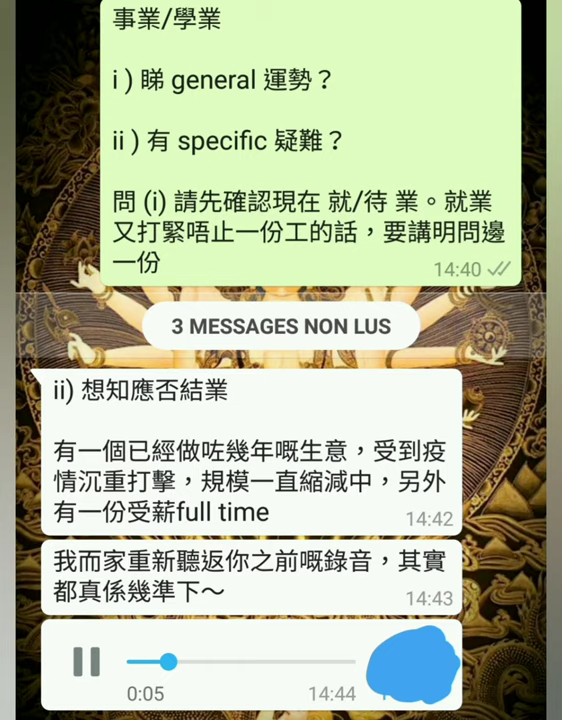 事業/學業
i ) 睇 general 運勢？
ii ) 有 specific 疑難？
問 (i) 請先確認現在 就/待 業。就業
又打緊唔止一份工的話，要講明問邊
一份
14:40
3 MESSAGES NON LUS
ii) 想知應否結業
有一個已經做咗幾年嘅生意，受到疫
情沉重打擊，規模一直縮減中，另外
有一份受薪full time
14:42
我而家重新聽返你之前嘅錄音，其實
都真係幾準下～
14:43
0:05
14:44